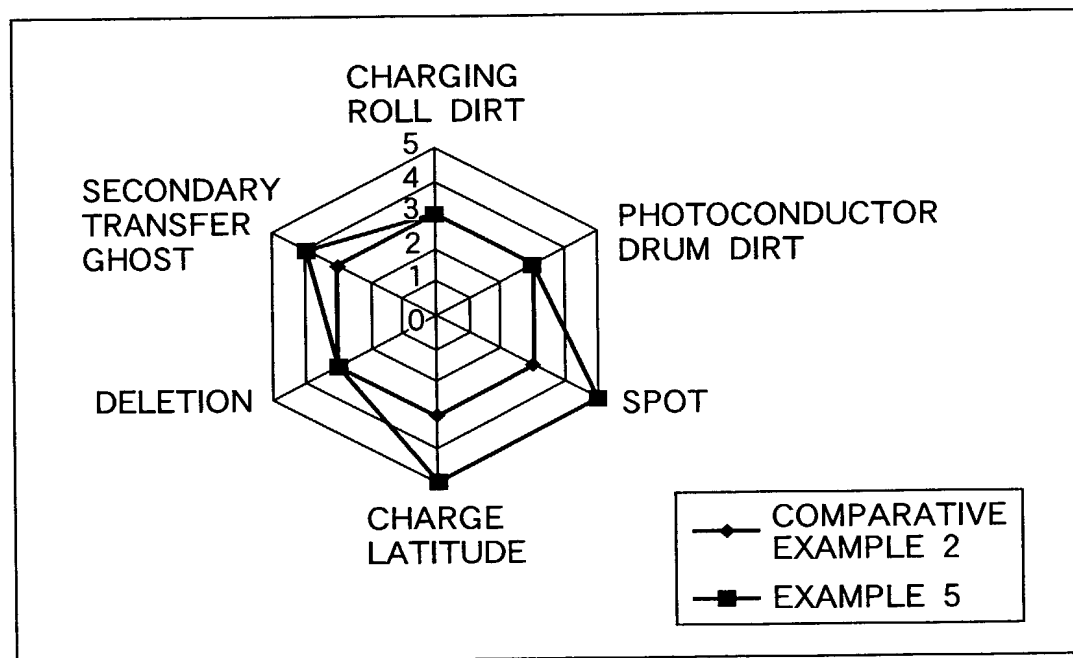 CHARGING
ROLL DIRT
5
4
3
2
1
0
SECONDARY
TRANSFER
GHOST
PHOTOCONDUCTOR
DRUM DIRT
DELETION
SPOT
CHARGE
LATITUDE
COMPARATIVE
EXAMPLE 2
EXAMPLE 5